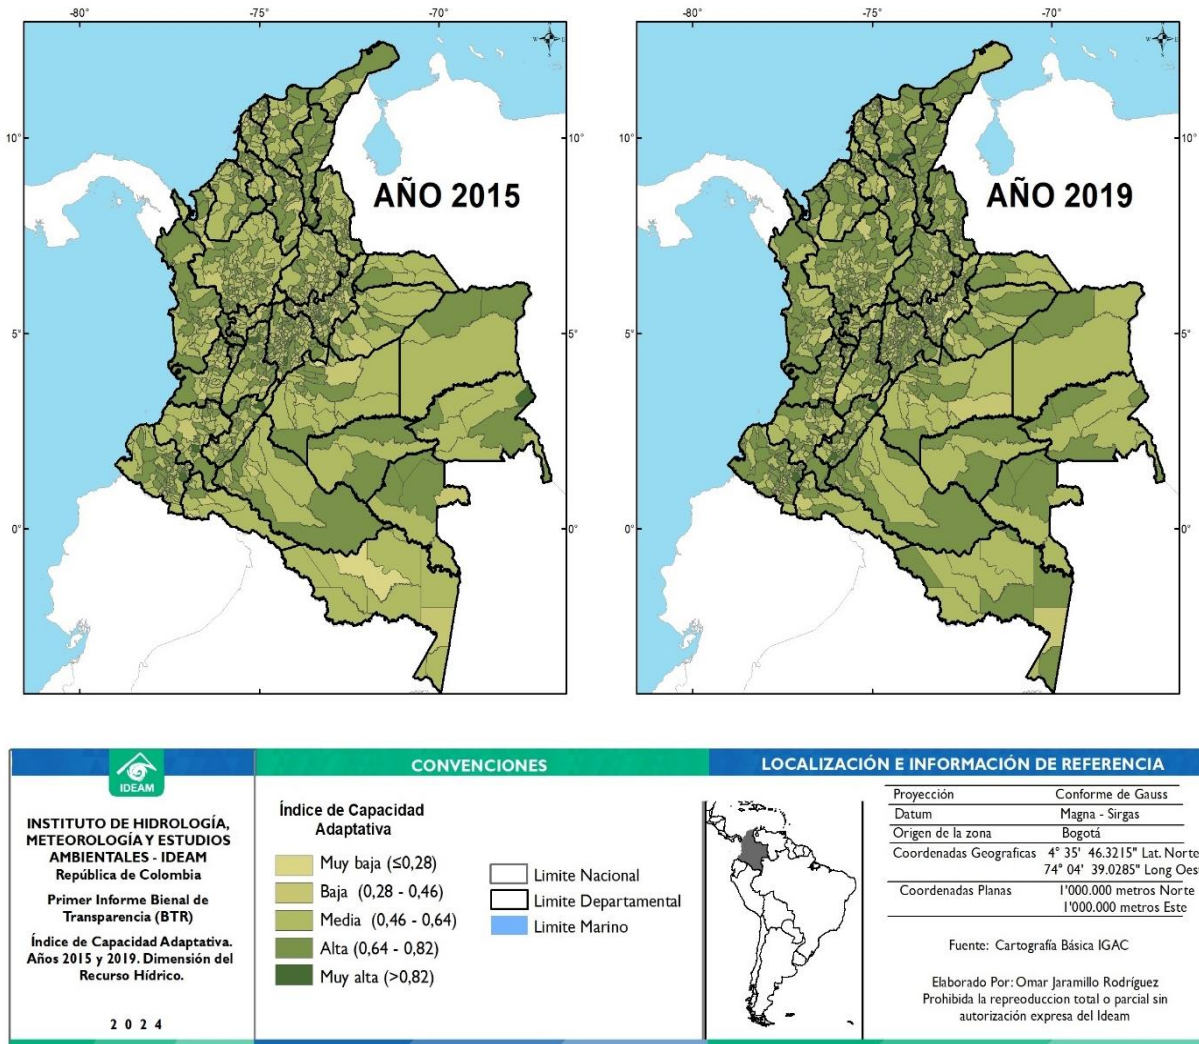 -80°
-75°
-70°
-80°
-75°
-70°
10°
10°
10°
10°
AÑO 2015
AÑO 2019
5°
5°
5°
5°
0°
0°
0°
0°
IDEAM
INSTITUTO DE HIDROLOGÍA,
METEOROLOGÍA Y ESTUDIOS
AMBIENTALES - IDEAM
República de Colombia
Primer Informe Bienal de
Transparencia (BTR)
Índice de Capacidad Adaptativa.
Años 2015 y 2019. Dimensión del
Recurso Hídrico.
2 0 2 4
CONVENCIONES
Índice de Capacidad
Adaptativa
Muy baja (≤0,28)
Baja (0,28 - 0,46)
Media (0,46 - 0,64)
Alta (0,64 - 0,82)
Muy alta (>0,82)
Limite Nacional
Limite Departamental
Limite Marino
LOCALIZACIÓN E INFORMACIÓN DE REFERENCIA
Proyección Conforme de Gauss
Datum Magna - Sirgas
Origen de la zona Bogotá
Coordenadas Geograficas 4° 35' 46.3215" Lat. Norte
74° 04' 39.0285" Long Oest
Coordenadas Planas 1'000.000 metros Norte
1'000.000 metros Este
Fuente: Cartografía Básica IGAC
Elaborado Por: Omar Jaramillo Rodríguez
Prohibida la repreoduccion total o parcial sin
autorización expresa del Ideam